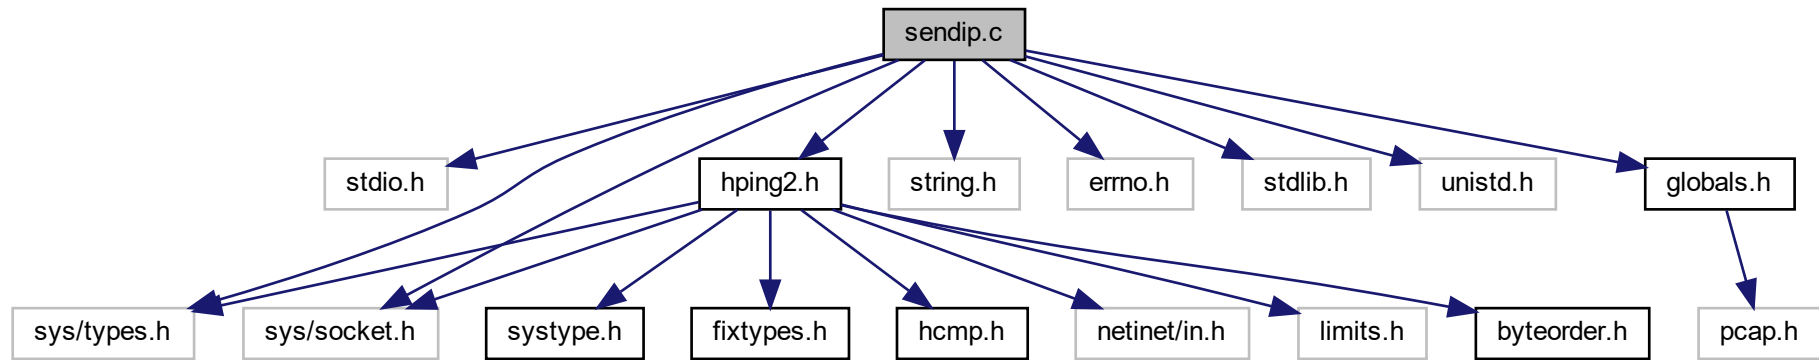 sendip.c
stdio.h
hping2.h
string.h
errno.h
stdlib.h
unistd.h
globals.h
sys/types.h
sys/socket.h
systype.h
fixtypes.h
hcmp.h
netinet/in.h
limits.h
byteorder.h
pcap.h